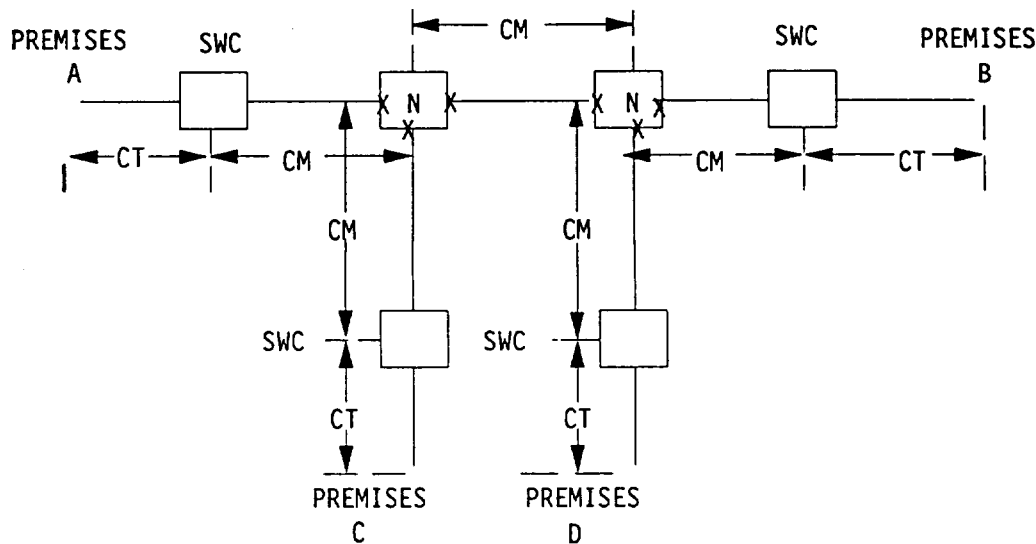 CM
PREMISES
A
SWC
SWC
PREMISES
B
X N X
X
X N X
X
CT
CM
CM
CT
CM
CM
SWC
SWC
CT
CT
PREMISES
C
PREMISES
D